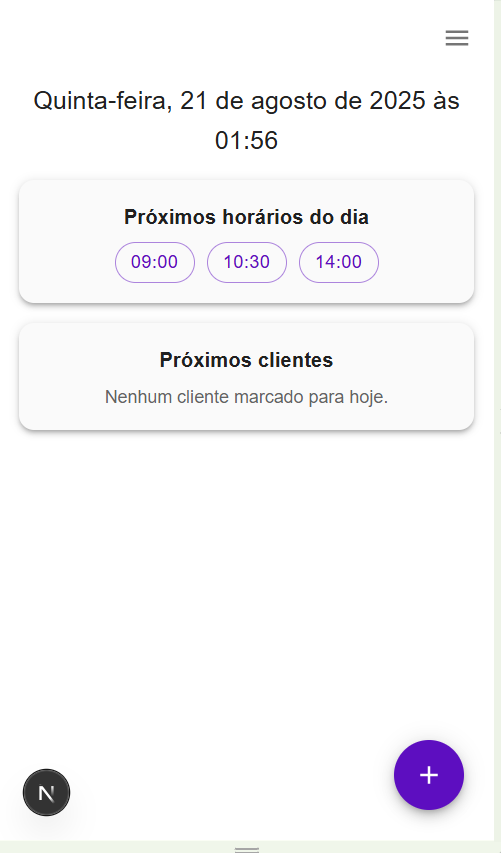 Quinta-feira, 21 de agosto de 2025 às
01:56
Próximos horários do dia
09:00 10:30 14:00
Próximos clientes
Nenhum cliente marcado para hoje.
N +